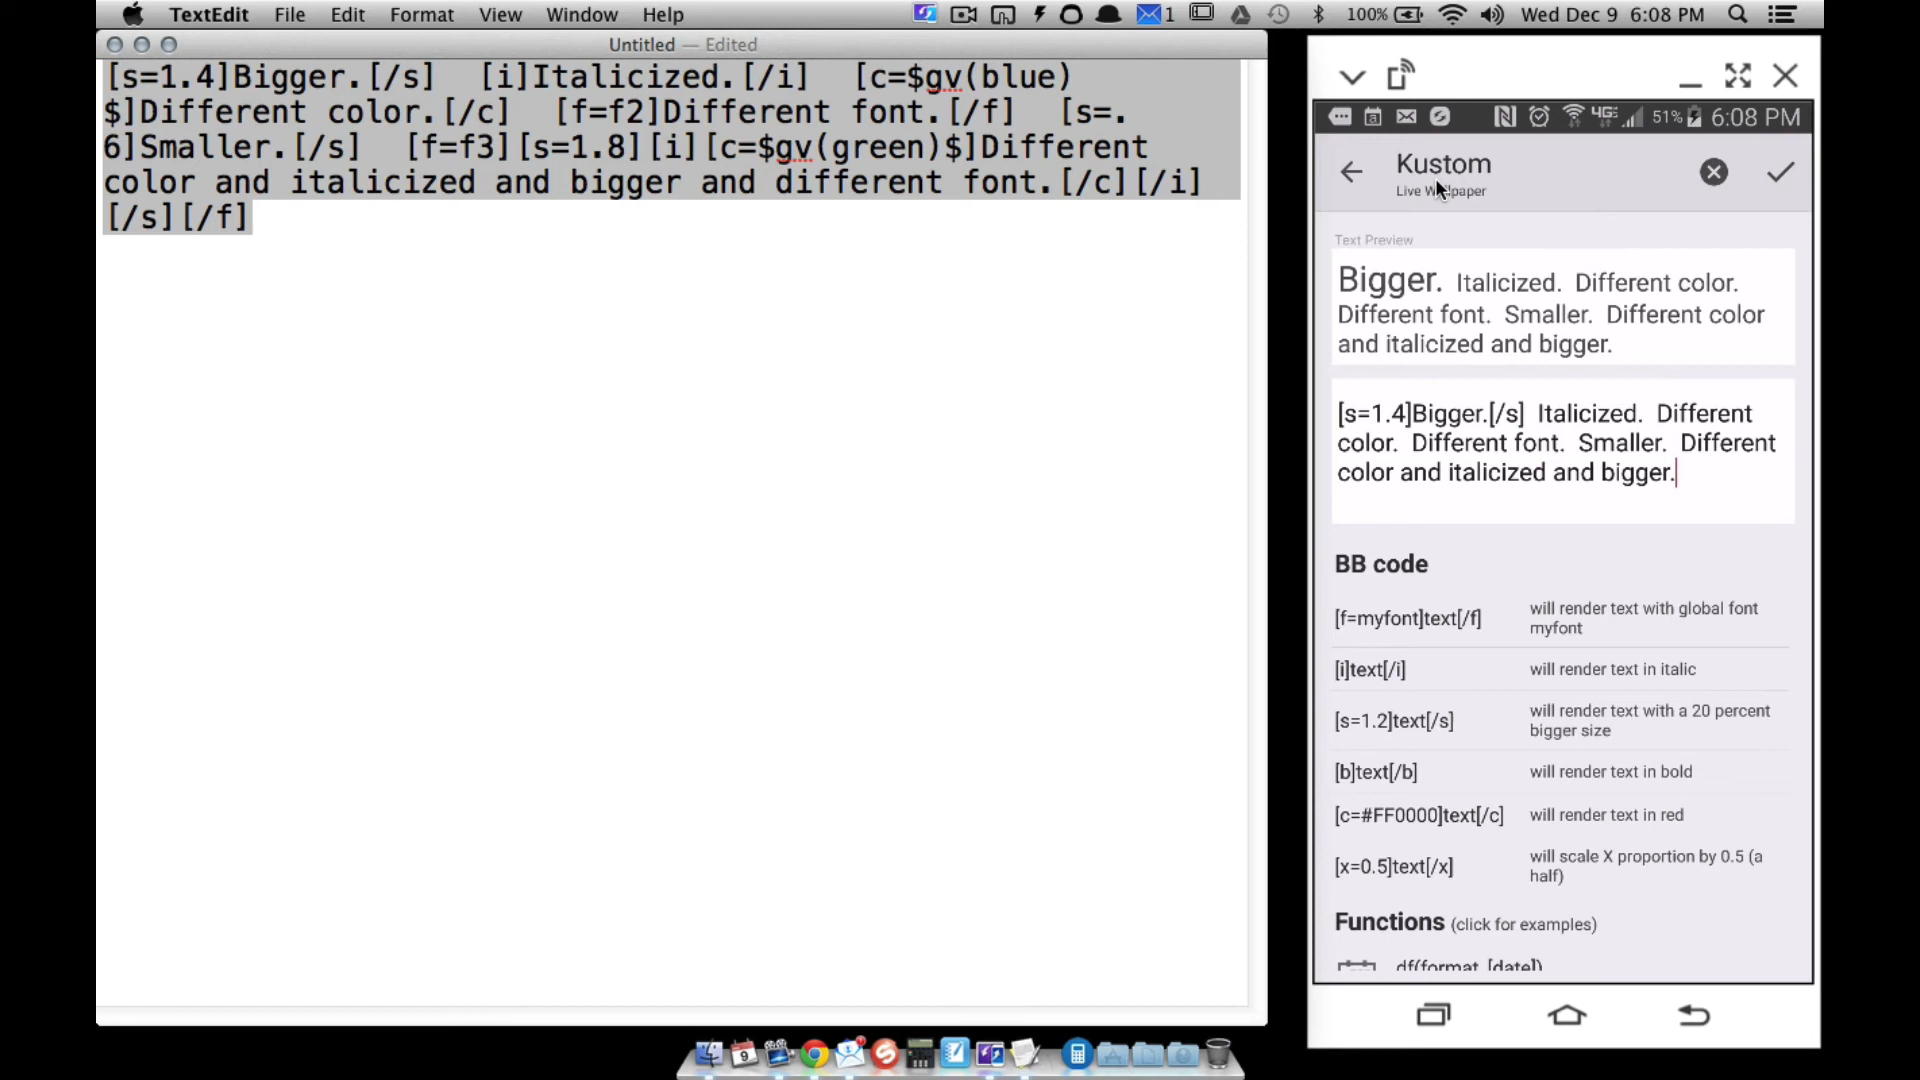 TextEdit File Edit Format View Window Help 1 100% Wed Dec 9 6:08 PM
Untitled — Edited
[s=1.4]Bigger.[/s]  [i]Italicized.[/i]  [c=$gv(blue)
$]Different color.[/c]  [f=f2]Different font.[/f]  [s=.
6]Smaller.[/s]  [f=f3][s=1.8][i][c=$gv(green)$]Different
color and italicized and bigger and different font.[/c][/i]
[/s][/f]
4G 51% 6:08 PM
Kustom
Live Wallpaper
Text Preview
Bigger. Italicized. Different color.
Different font. Smaller. Different color
and italicized and bigger.
[s=1.4]Bigger.[/s] Italicized. Different
color. Different font. Smaller. Different
color and italicized and bigger.
BB code
[f=myfont]text[/f] will render text with global font
myfont
[i]text[/i] will render text in italic
[s=1.2]text[/s] will render text with a 20 percent
bigger size
[b]text[/b] will render text in bold
[c=#FF0000]text[/c] will render text in red
[x=0.5]text[/x] will scale X proportion by 0.5 (a
half)
Functions (click for examples)
df(format, [date])
9